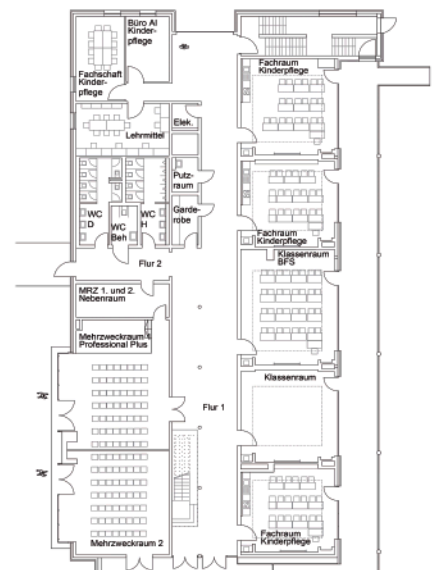 Büro AI
Kinder-
pflege
Fachschaft
Kinder-
pflege
Fachraum
Kinderpflege
Lehrmittel
Elek.
Putz-
raum
WC
D
WC
Beh
WC
H
Garde-
robe
Fachraum
Kinderpflege
Klassenraum
BFS
Flur 2
MRZ 1. und 2.
Nebenraum
Mehrzweckraum
Professional Plus
Klassenraum
Flur 1
Fachraum
Kinderpflege
Mehrzweckraum 2